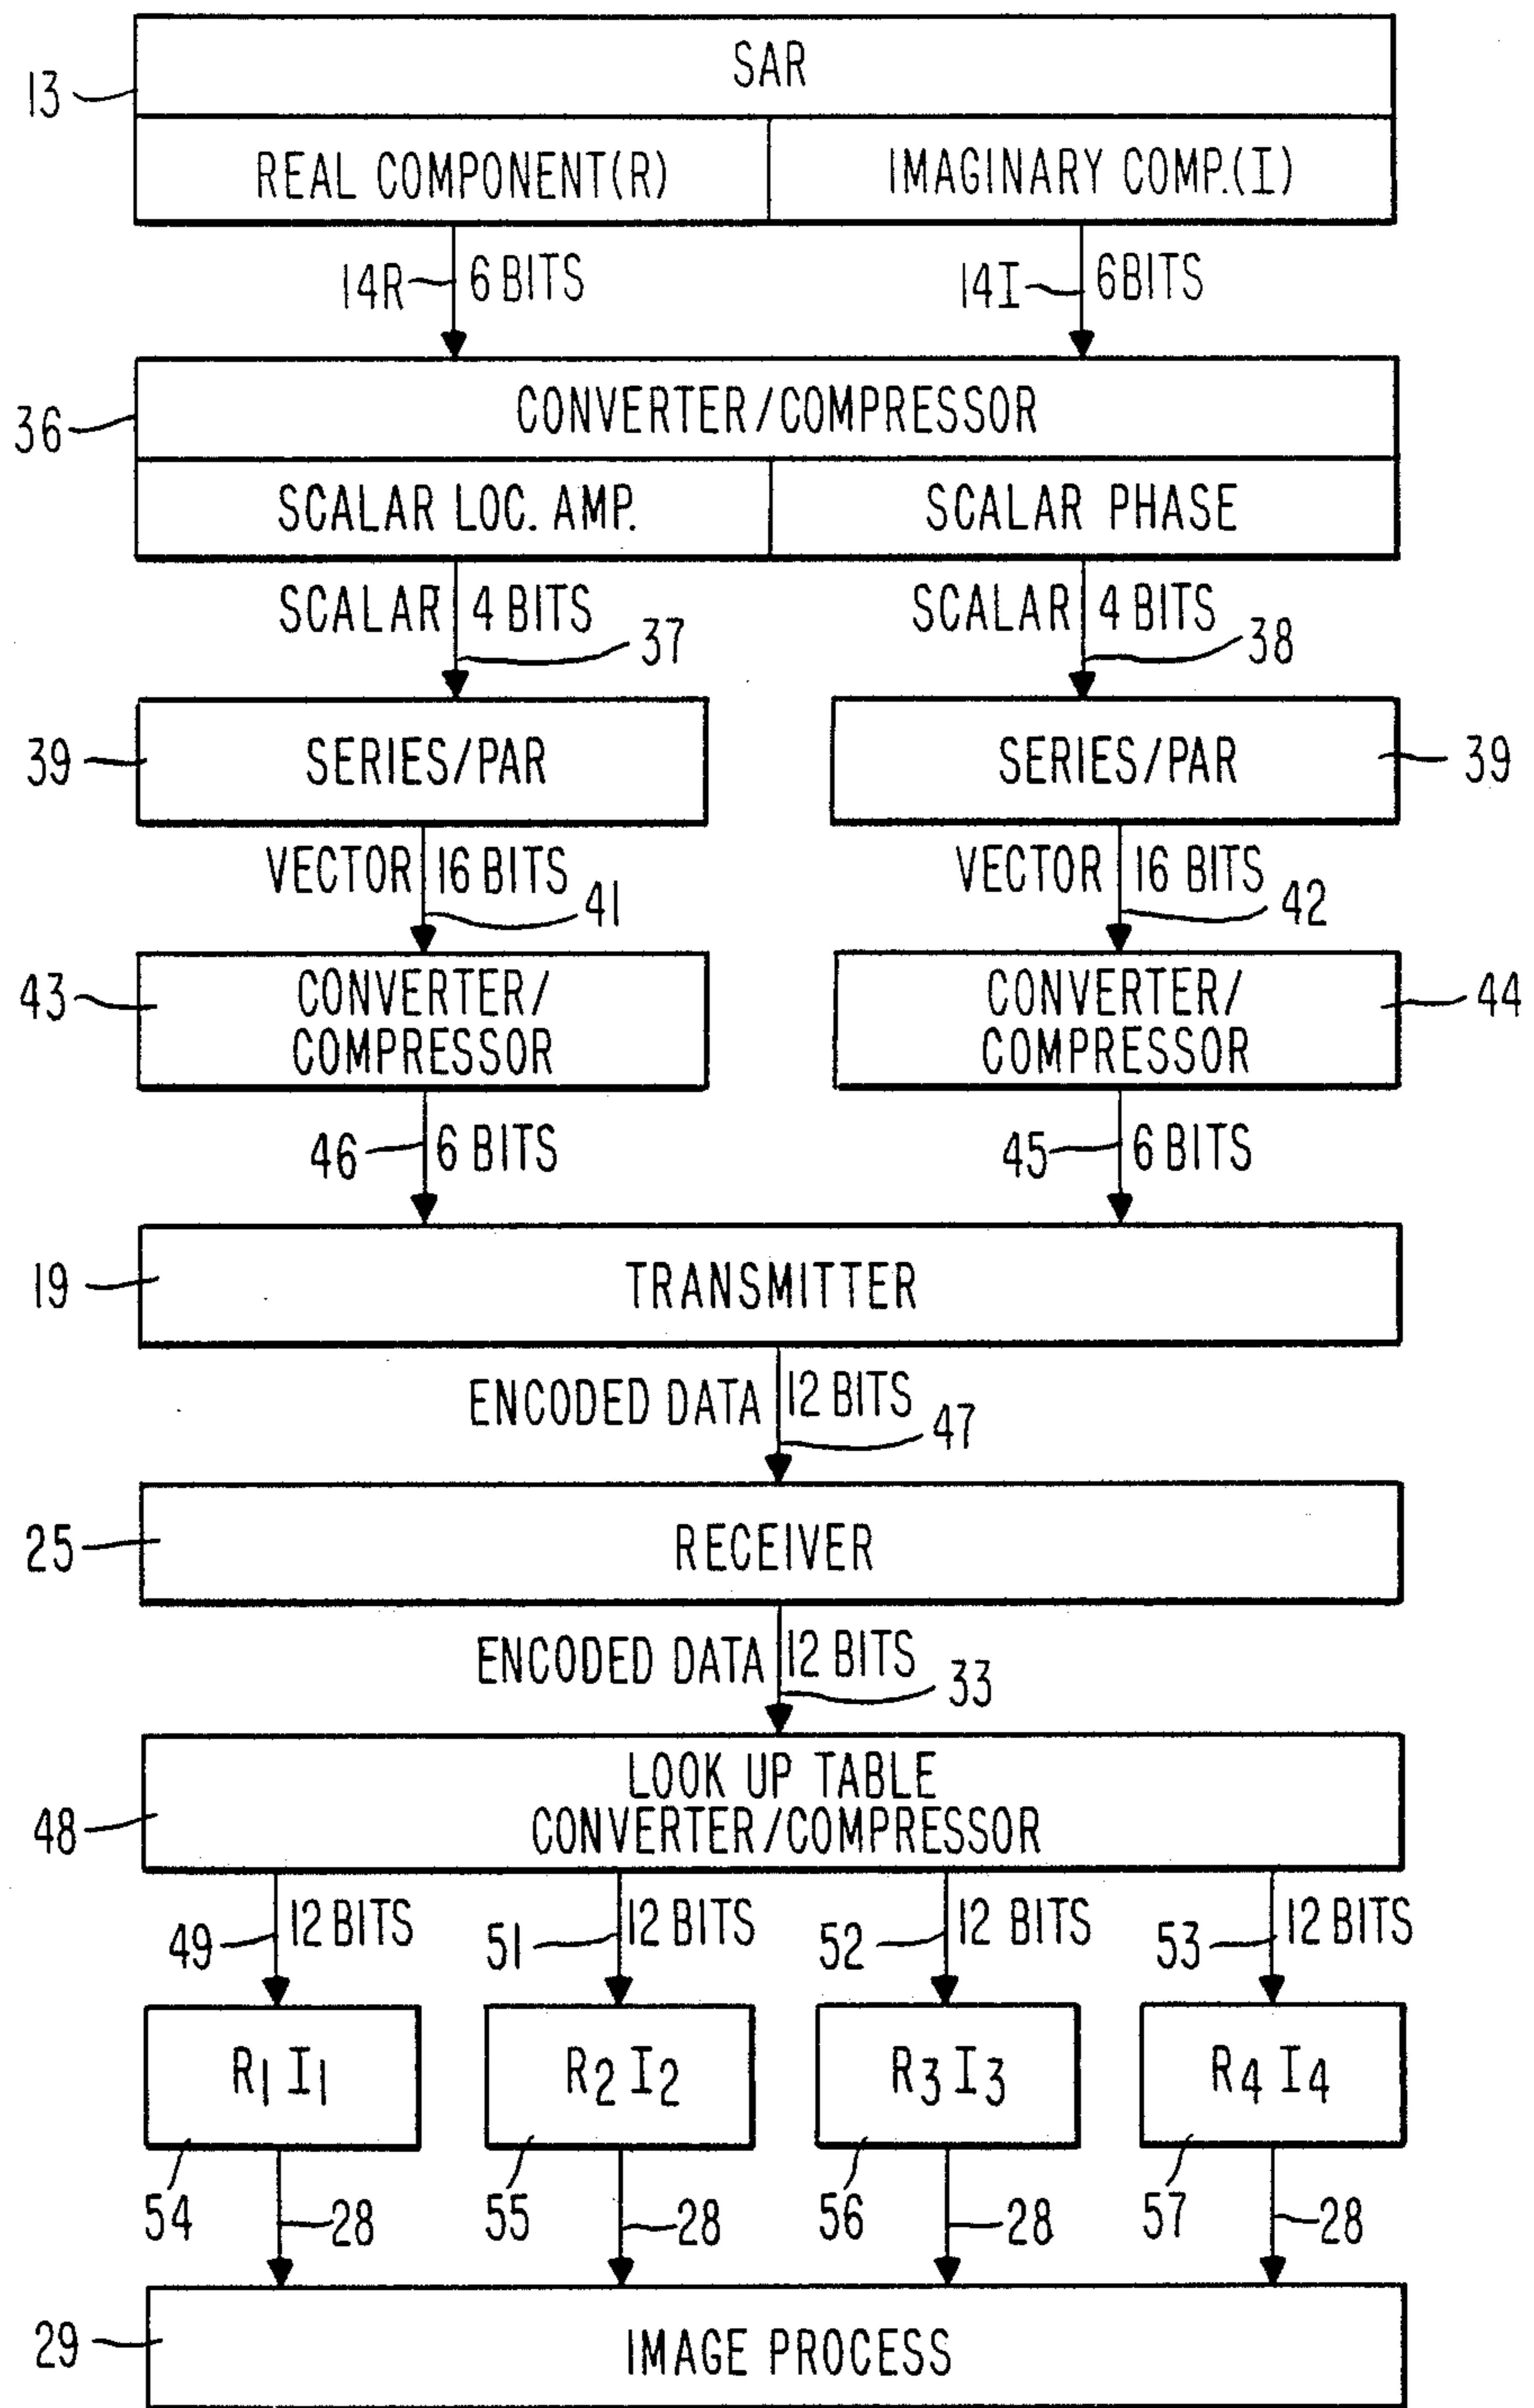 SAR
13
REAL COMPONENT(R) IMAGINARY COMP.(I)
14R 6 BITS 14I 6 BITS
CONVERTER/COMPRESSOR
36
SCALAR LOC. AMP. SCALAR PHASE
SCALAR 4 BITS SCALAR 4 BITS
37 38
39 SERIES/PAR SERIES/PAR 39
VECTOR 16 BITS VECTOR 16 BITS
41 42
43 CONVERTER/ CONVERTER/ 44
COMPRESSOR COMPRESSOR
46 6 BITS 45 6 BITS
19 TRANSMITTER
ENCODED DATA 12 BITS
47
25 RECEIVER
ENCODED DATA 12 BITS
33
LOOK UP TABLE
48 CONVERTER/COMPRESSOR
49 12 BITS 51 12 BITS 52 12 BITS 53 12 BITS
R1 I1 R2 I2 R3 I3 R4 I4
54 28 55 28 56 28 57 28
29 IMAGE PROCESS